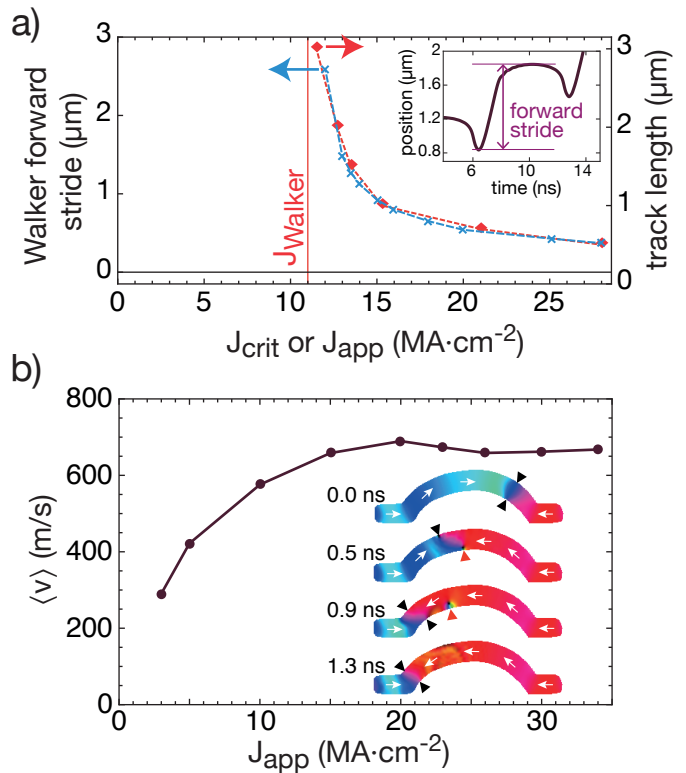 a)
3
2
1
0
Walker forward
stride (μm)
3
2
1
0
track length (μm)
JWalker
2
1.6
1.2
0.8
position (μm)
forward
stride
6
10
14
time (ns)
0
5
10
15
20
25
Jcrit or Japp (MA·cm-2)
b)
800
600
400
200
0
⟨v⟩ (m/s)
0.0 ns
0.5 ns
0.9 ns
1.3 ns
0
10
20
30
Japp (MA·cm-2)